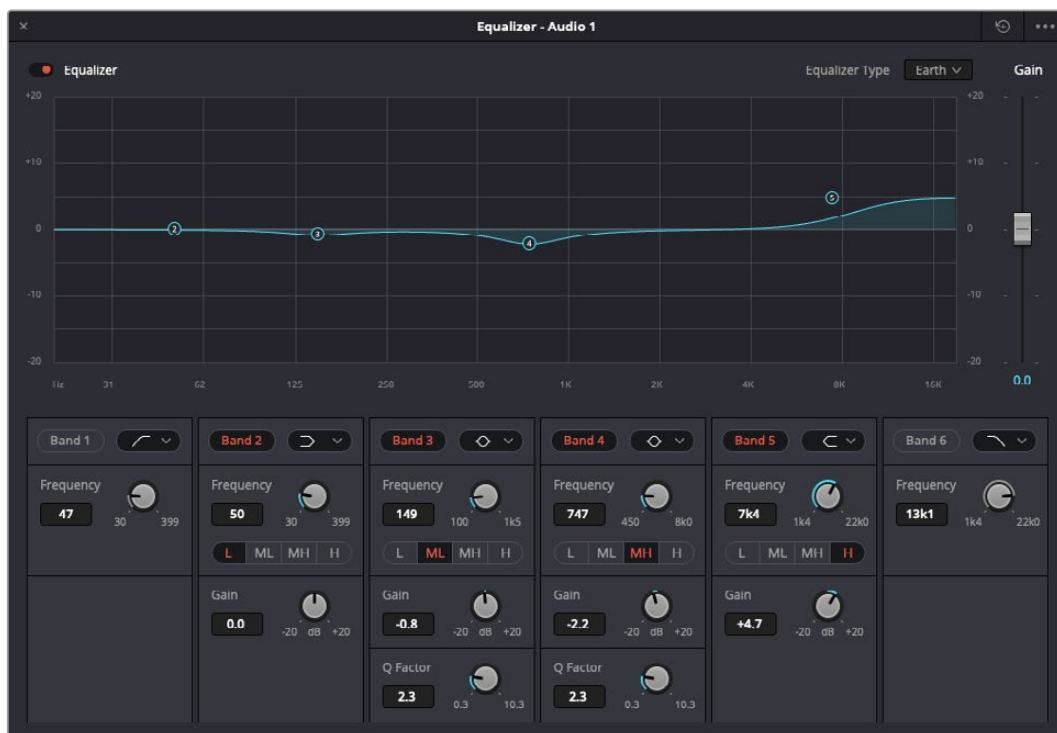 Equalizer - Audio 1
Equalizer
Equalizer Type Earth Gain
+20 +20
+10 +10
0 0
-10 -10
-20 -20
Hz 31 62 125 250 500 1K 2K 4K 8K 16K 0.0
2 3 4 5
Band 1 Band 2 Band 3 Band 4 Band 5 Band 6
Frequency Frequency Frequency Frequency Frequency Frequency
47 50 149 747 7k4 13k1
30 399 30 399 100 1k5 450 8k0 1k4 22k0 1k4 22k0
L ML MH H L ML MH H L ML MH H L ML MH H
Gain Gain Gain Gain
0.0 -0.8 -2.2 +4.7
-20 dB +20 -20 dB +20 -20 dB +20 -20 dB +20
Q Factor Q Factor
2.3 2.3
0.3 10.3 0.3 10.3